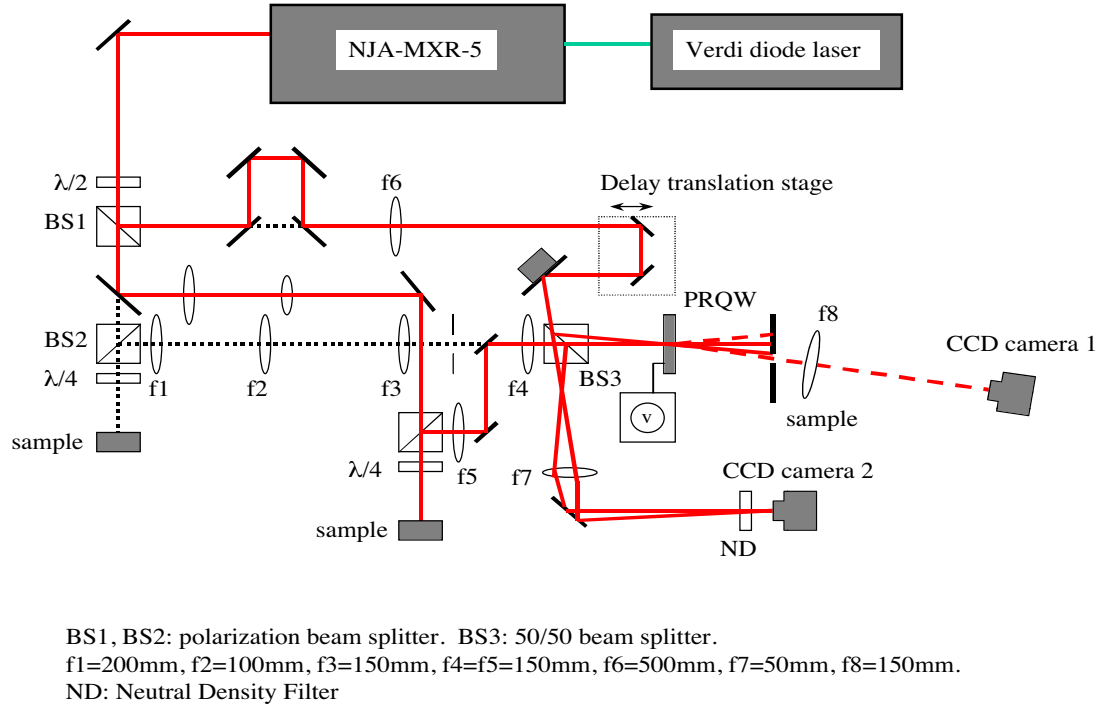 NJA-MXR-5
Verdi diode laser
λ/2
BS1
f6
Delay translation stage
PRQW
f8
BS2
λ/4
f1
f2
f3
f4
BS3
CCD camera 1
sample
v
sample
λ/4
f5
f7
CCD camera 2
sample
ND
BS1, BS2: polarization beam splitter. BS3: 50/50 beam splitter.
f1=200mm, f2=100mm, f3=150mm, f4=f5=150mm, f6=500mm, f7=50mm, f8=150mm.
ND: Neutral Density Filter